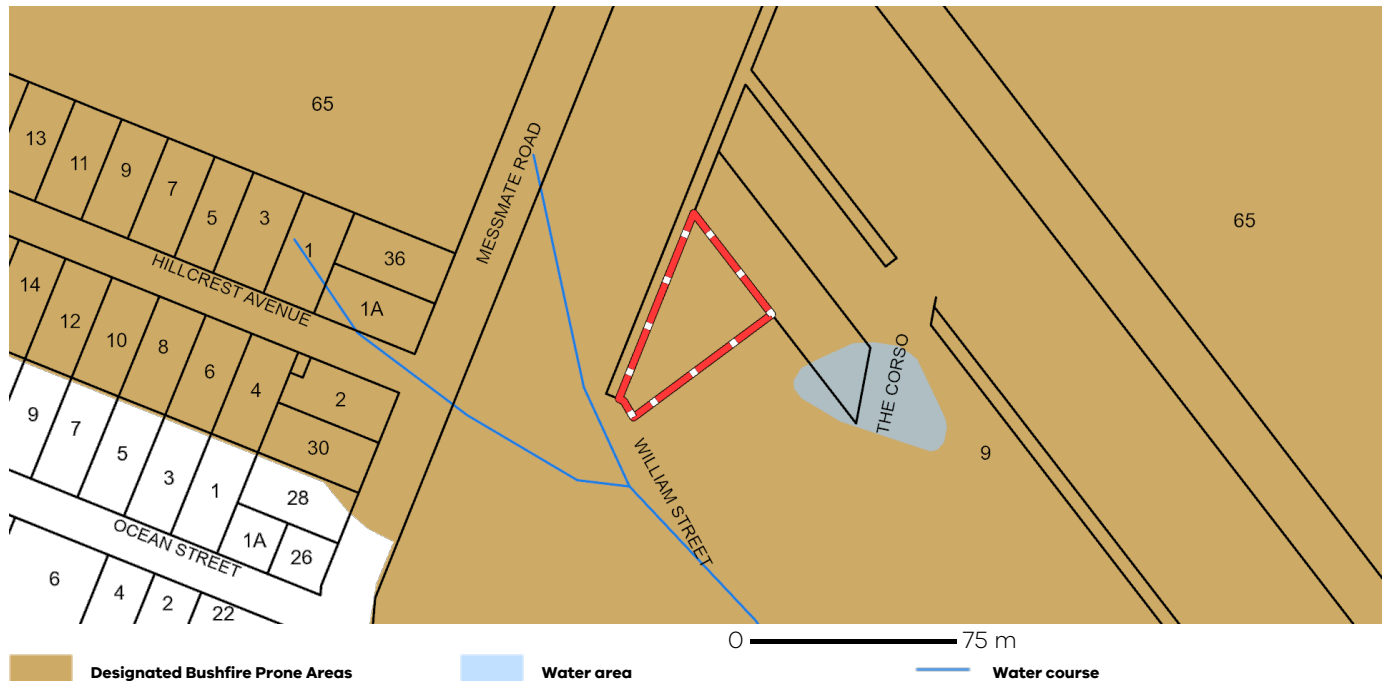 65
65
13
11
9
7
5
3
1
36
1A
MESSMATE ROAD
HILLCREST AVENUE
14
12
10
8
6
4
2
30
9
7
5
3
1
28
1A
26
OCEAN STREET
6
4
2
22
WILLIAM STREET
THE CORSO
9
0 75 m
Designated Bushfire Prone Areas
Water area
Water course